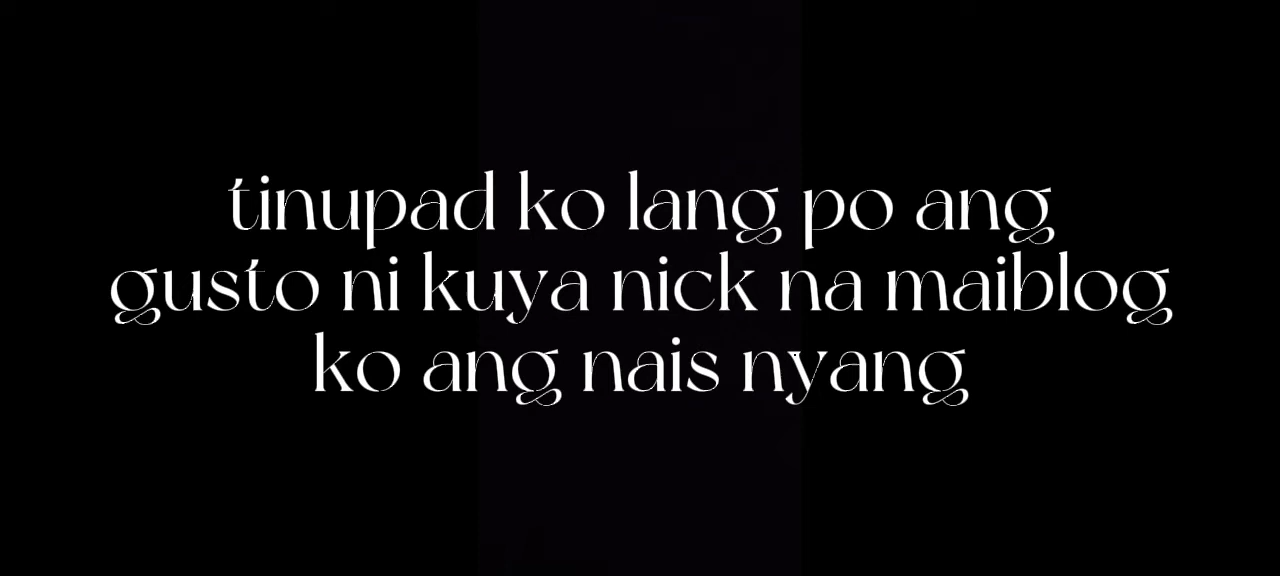 tinupad ko lang po ang
gusto ni kuya nick na maiblog
ko ang nais nyang